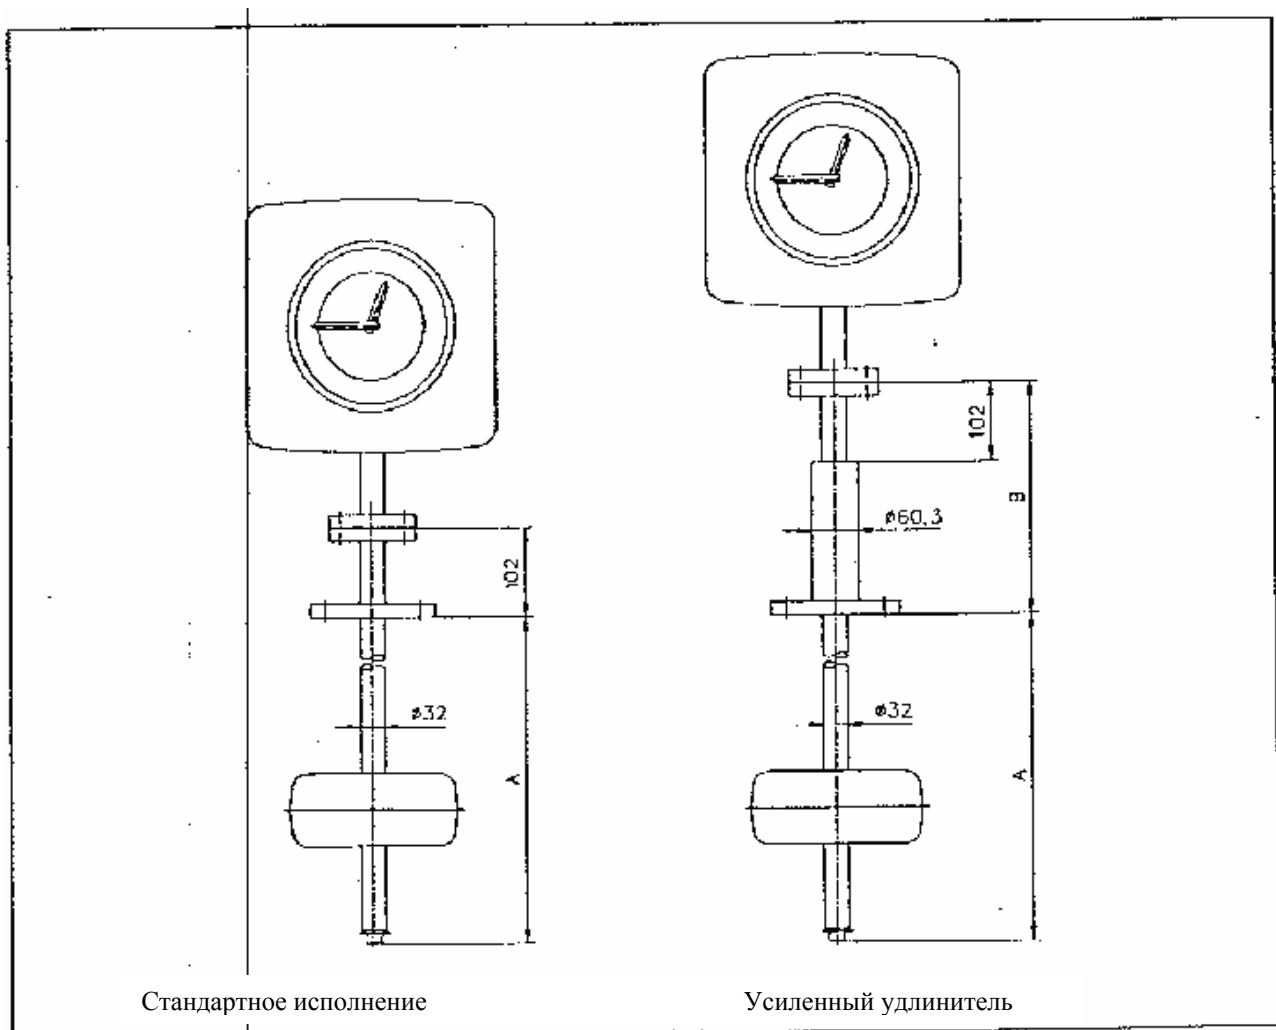 102
102
B
ø60,3
ø32
A
ø32
A
Стандартное исполнение
Усиленный удлинитель